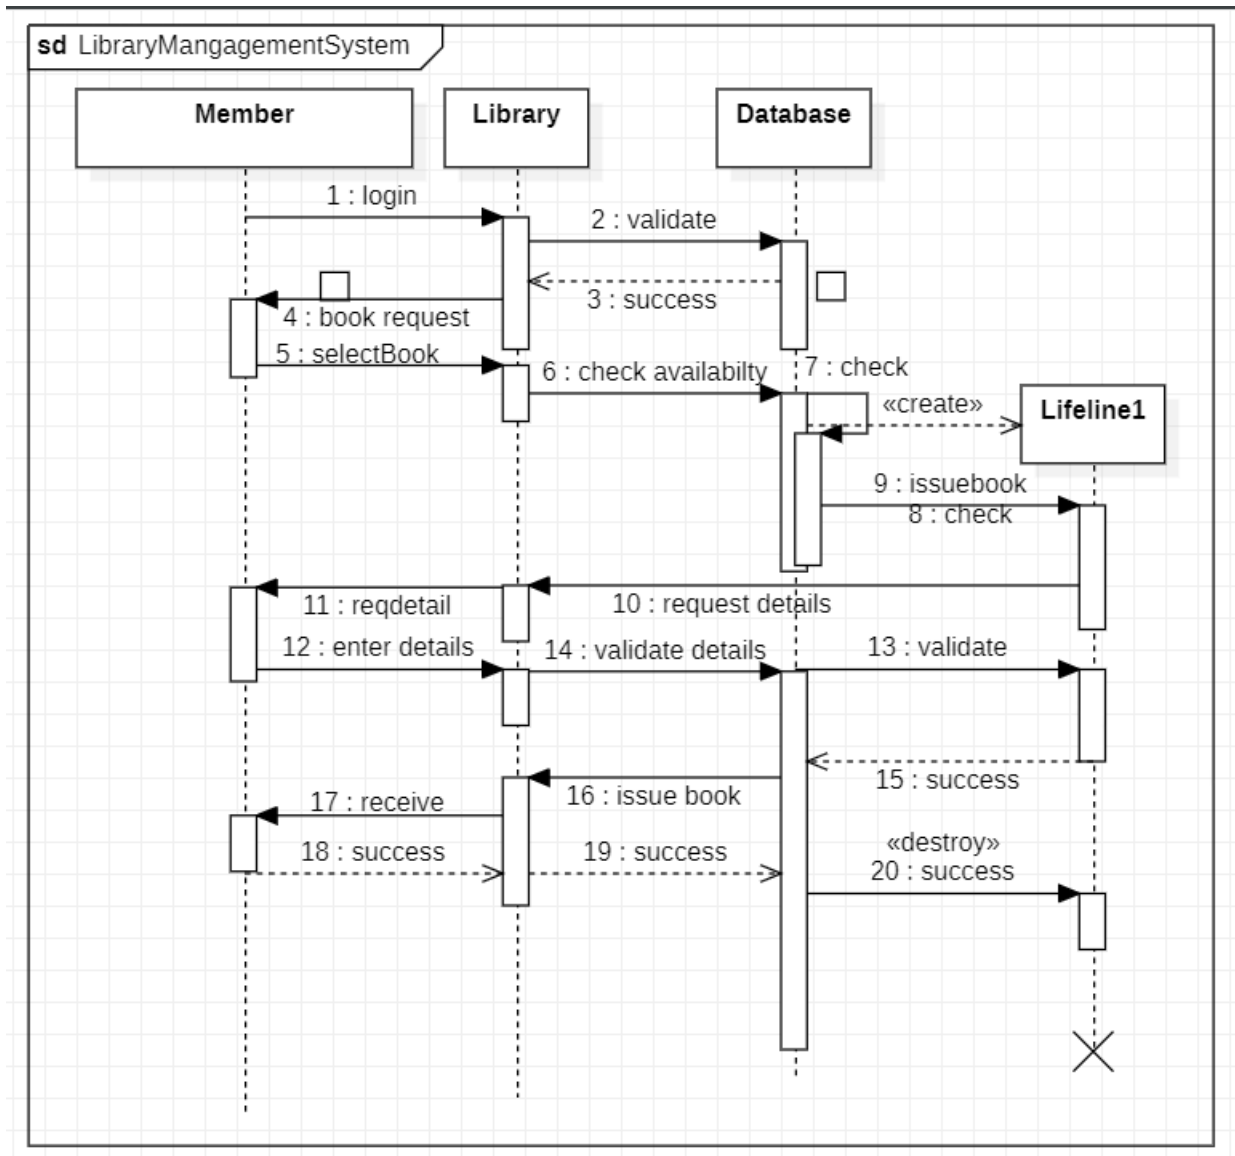 sd LibraryMangagementSystem
Member
Library
Database
1 : login
2 : validate
3 : success
4 : book request
5 : selectBook
6 : check availabilty
7 : check
«create»
Lifeline1
9 : issuebook
8 : check
11 : reqdetail
10 : request details
12 : enter details
14 : validate details
13 : validate
15 : success
16 : issue book
17 : receive
18 : success
19 : success
«destroy»
20 : success